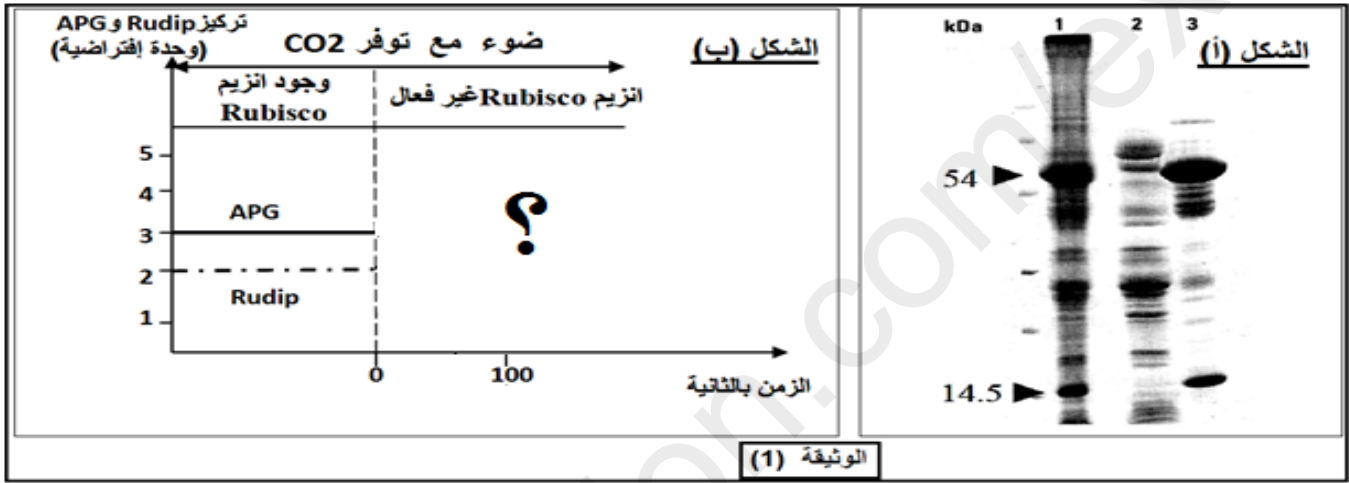 تركيز Rudip و APG
(وحدة إفتراضية)
ضوء مع توفر CO2
الشكل (ب)
وجود انزيم
Rubisco
انزيم Rubisco غير فعال
5
4
3
2
1
APG
Rudip
؟
0
100
الزمن بالثانية
kDa
1 2 3
الشكل (أ)
54
14.5
الوثيقة (1)